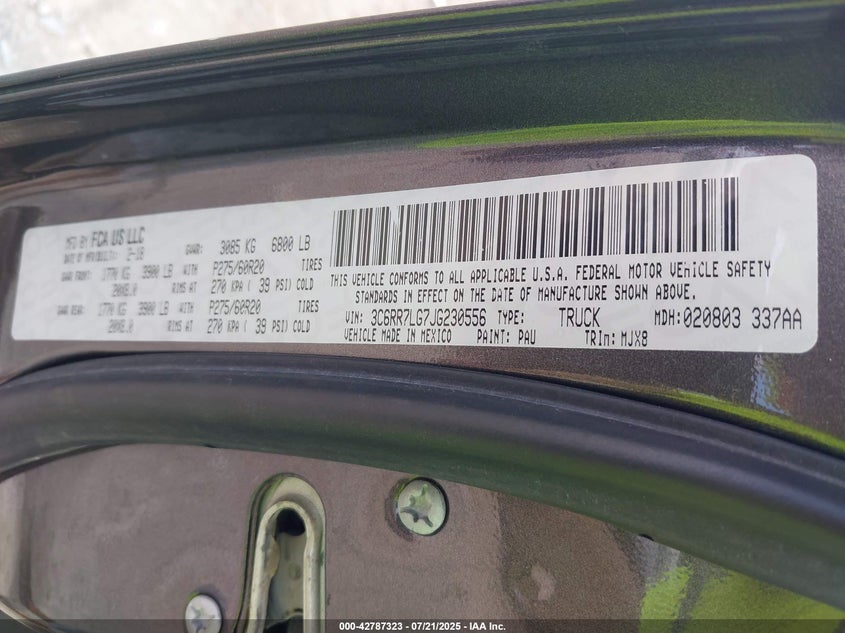 MFD BY FCA US LLC
DATE OF MFR/BUILT: 2-18 GVWR: 3085 KG 6800 LB
GAWR FRONT: 1770 KG 3900 LB WITH P275/60R20 TIRES
20X8.0 RIMS AT 270 KPA ( 39 PSI) COLD
GAWR REAR: 1770 KG 3900 LB WITH P275/60R20 TIRES
20X8.0 RIMS AT 270 KPA ( 39 PSI) COLD
THIS VEHICLE CONFORMS TO ALL APPLICABLE U.S.A. FEDERAL MOTOR VEHICLE SAFETY
STANDARDS IN EFFECT ON THE DATE OF MANUFACTURE SHOWN ABOVE.
VIN: 3C6RR7LG7JG230556 TYPE: TRUCK MDH: 020803 337AA
VEHICLE MADE IN MEXICO PAINT: PAU TRIM: MJX8
000-42787323 - 07/21/2025 - IAA Inc.